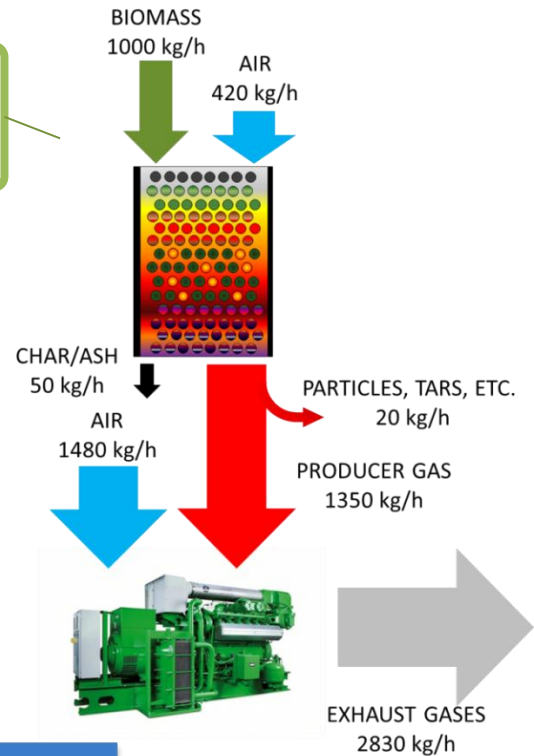 BIOMASS
1000 kg/h
AIR
420 kg/h
CHAR/ASH
50 kg/h
PARTICLES, TARS, ETC.
20 kg/h
AIR
1480 kg/h
PRODUCER GAS
1350 kg/h
EXHAUST GASES
2830 kg/h